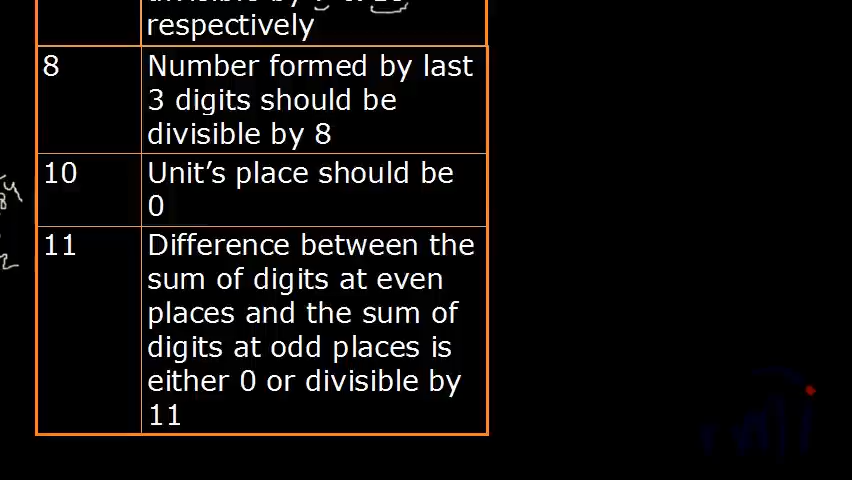 respectively
8 Number formed by last
3 digits should be
divisible by 8
10 Unit's place should be
0
11 Difference between the
sum of digits at even
places and the sum of
digits at odd places is
either 0 or divisible by
11